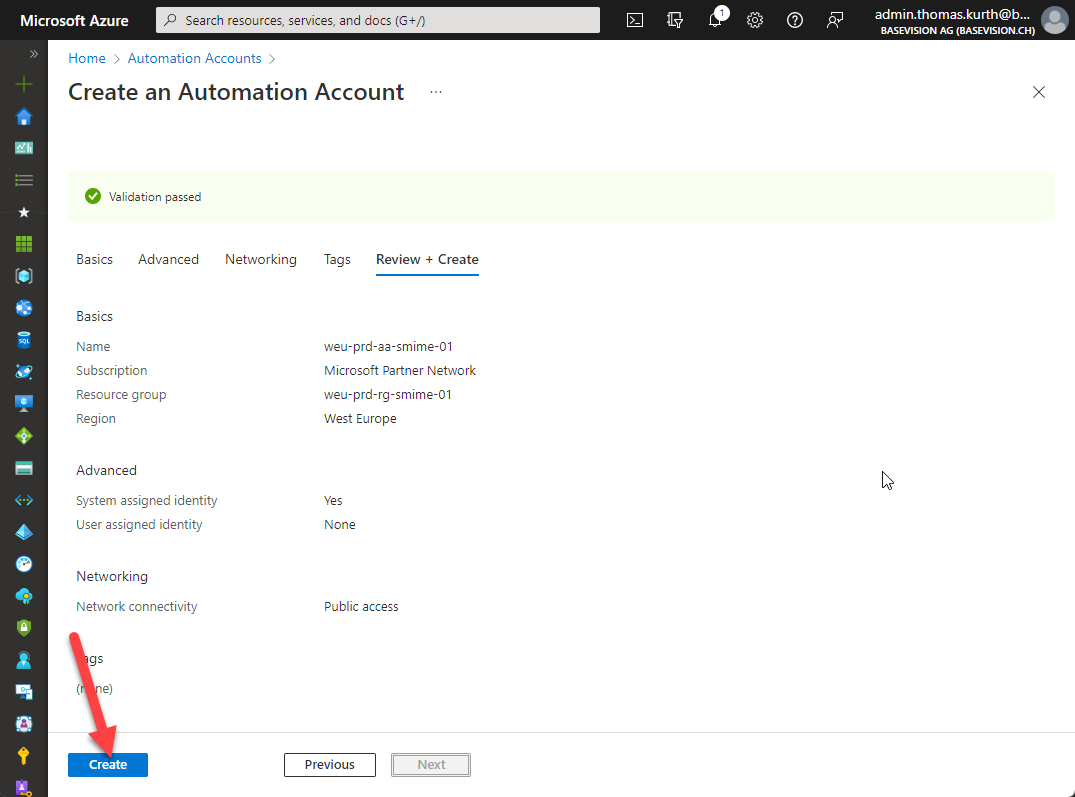 Microsoft Azure
Search resources, services, and docs (G+/)
1
admin.thomas.kurth@b...
BASEVISION AG (BASEVISION.CH)
Home > Automation Accounts >
Create an Automation Account ...
Validation passed
Basics Advanced Networking Tags Review + Create
Basics
Name weu-prd-aa-smime-01
Subscription Microsoft Partner Network
Resource group weu-prd-rg-smime-01
Region West Europe
Advanced
System assigned identity Yes
User assigned identity None
Networking
Network connectivity Public access
Tags
(none)
Create Previous Next
SQL